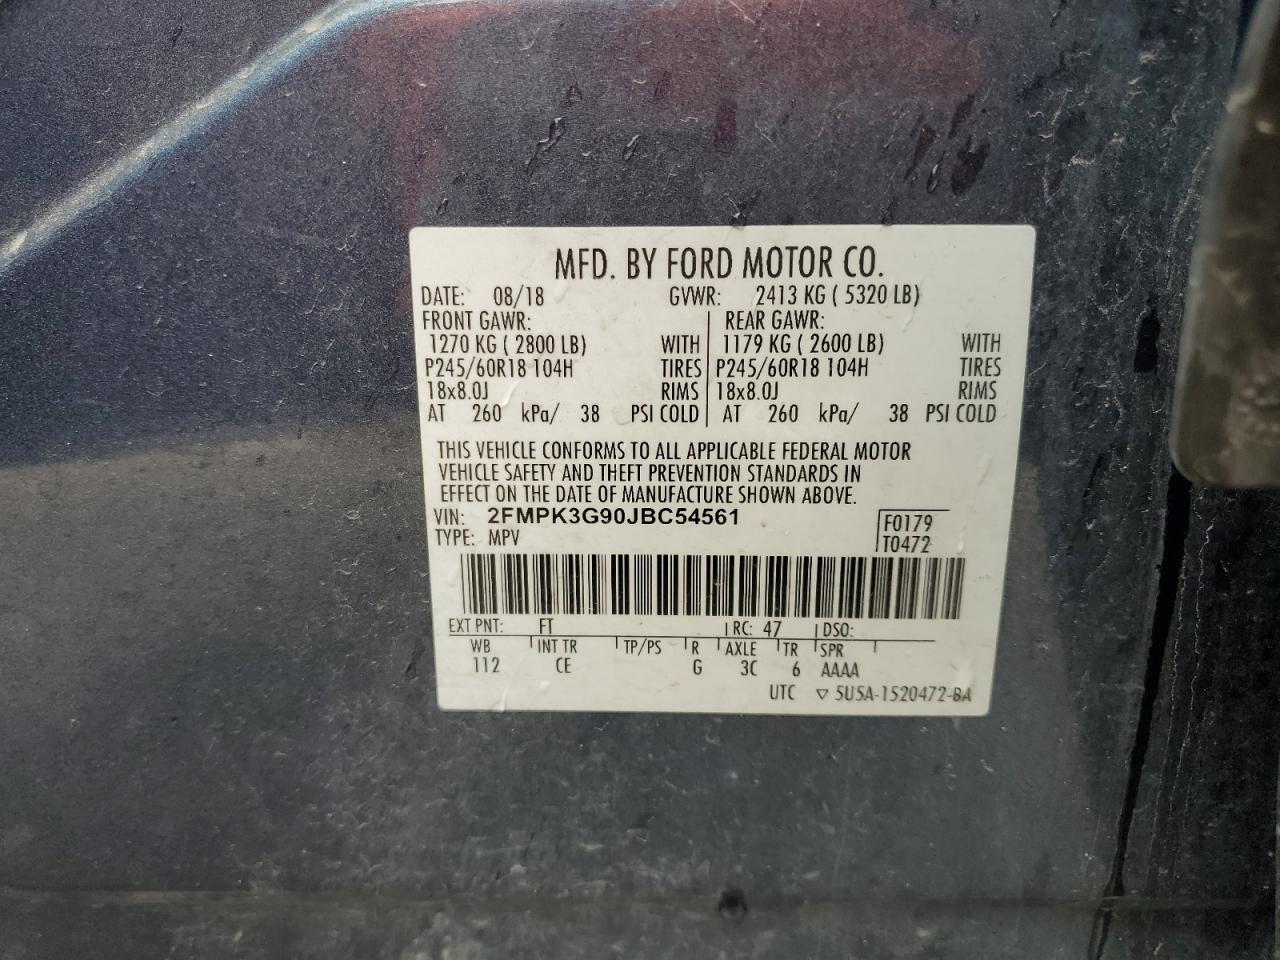 MFD. BY FORD MOTOR CO.
DATE: 08/18 GVWR: 2413 KG ( 5320 LB)
FRONT GAWR: REAR GAWR:
1270 KG ( 2800 LB) WITH 1179 KG ( 2600 LB) WITH
P245/60R18 104H TIRES P245/60R18 104H TIRES
18x8.0J RIMS 18x8.0J RIMS
AT 260 kPa/ 38 PSI COLD AT 260 kPa/ 38 PSI COLD
THIS VEHICLE CONFORMS TO ALL APPLICABLE FEDERAL MOTOR
VEHICLE SAFETY AND THEFT PREVENTION STANDARDS IN
EFFECT ON THE DATE OF MANUFACTURE SHOWN ABOVE.
VIN: 2FMPK3G90JBC54561 F0179
TYPE: MPV T0472
EXT PNT: FT RC: 47 DSO:
WB INT TR TP/PS R AXLE TR SPR
112 CE G 3C 6 AAAA
UTC ▽ 5U5A-1520472-BA